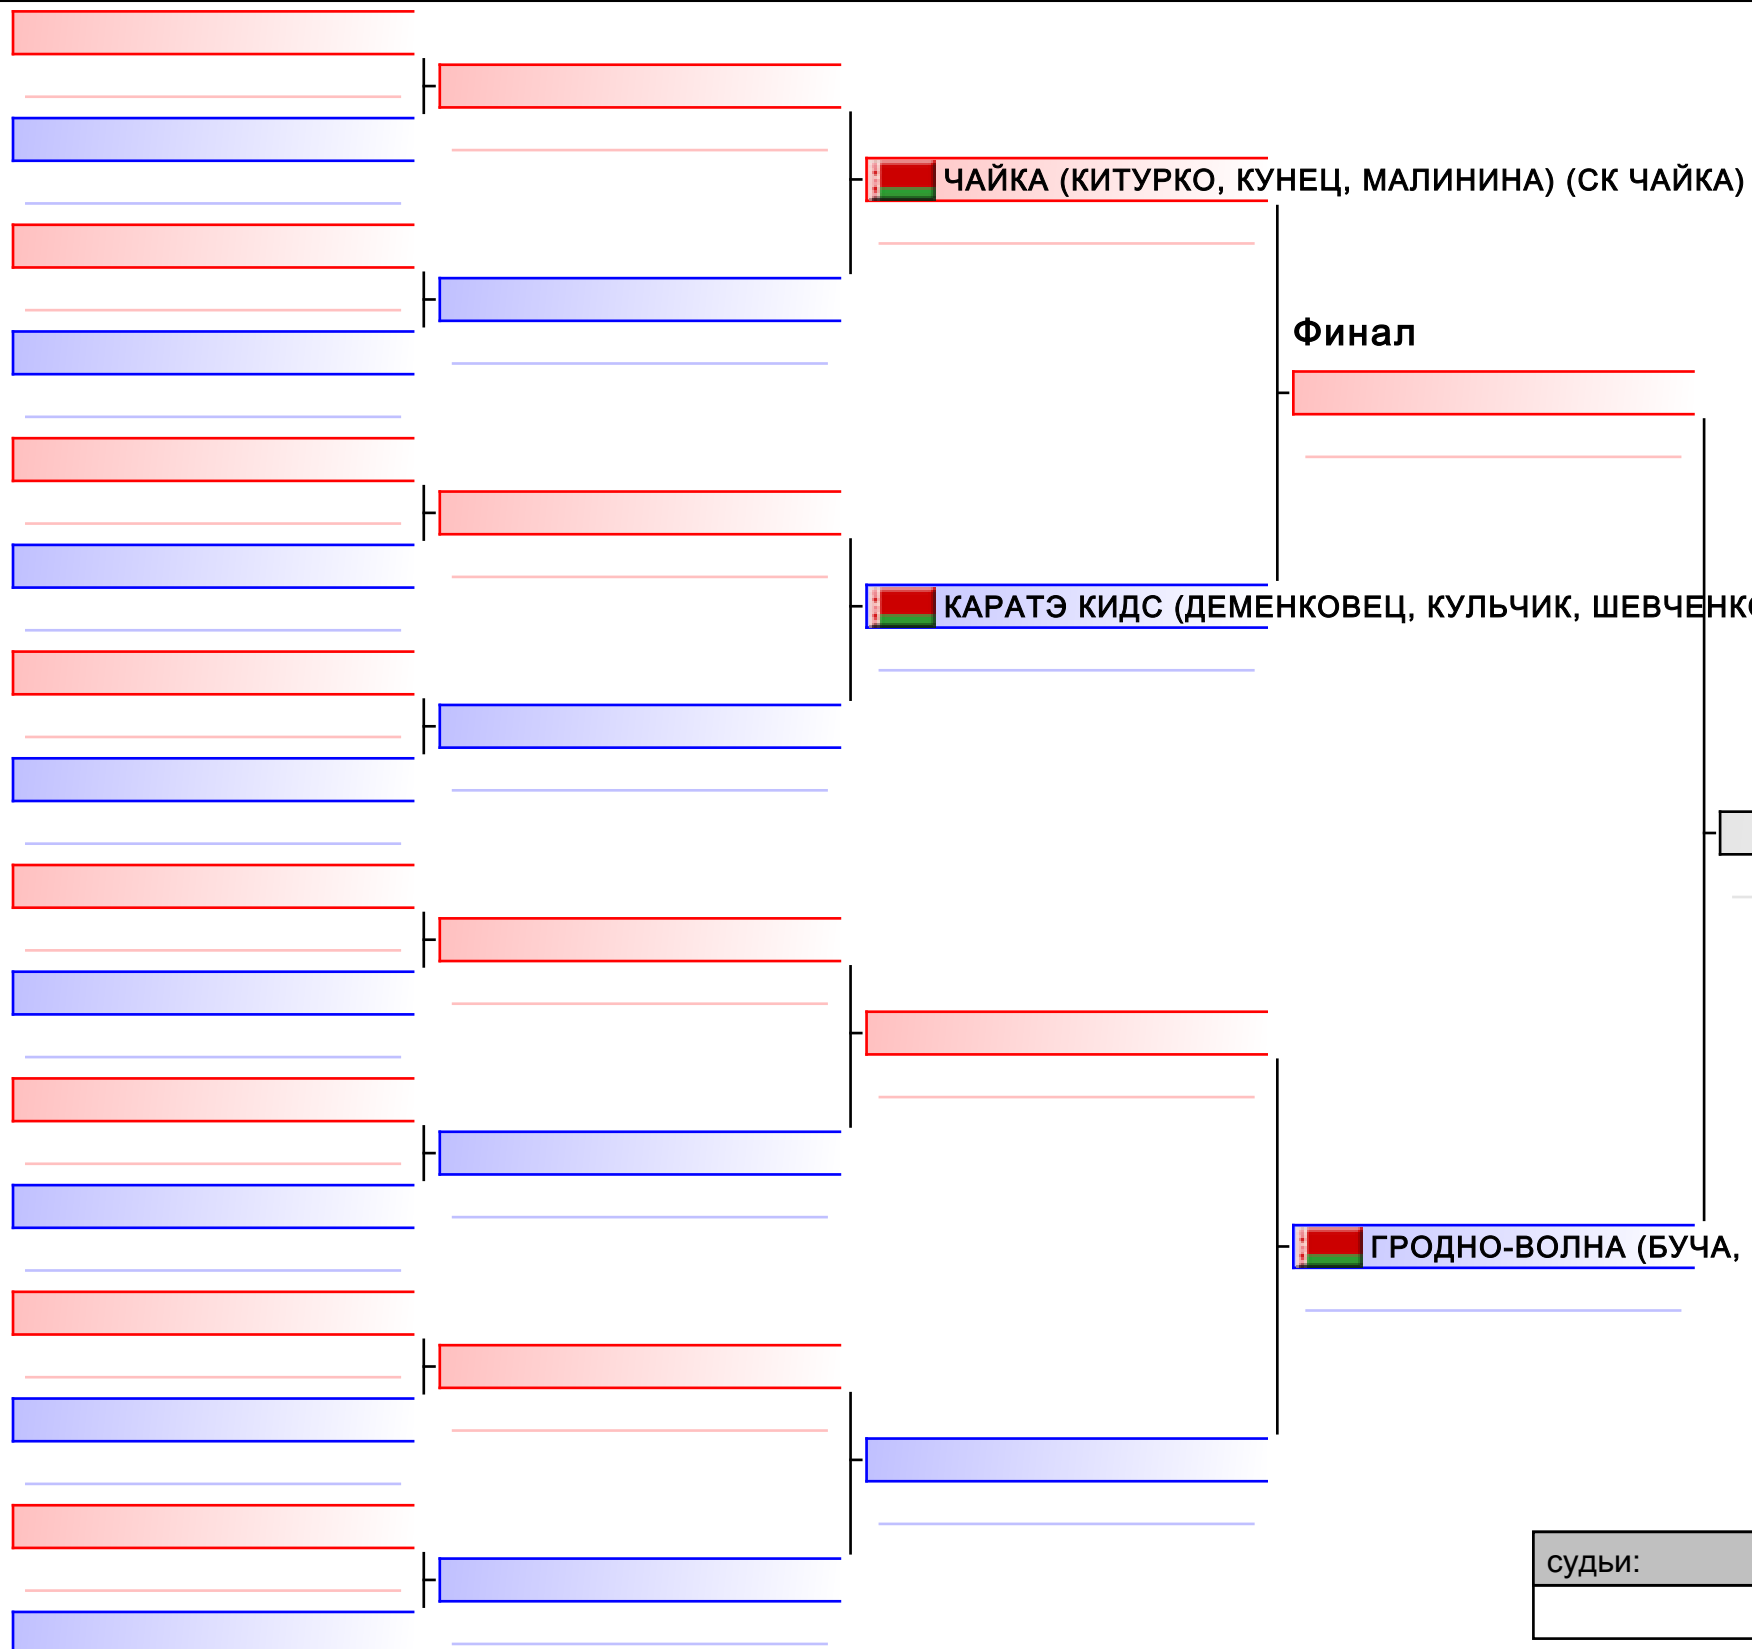 ЧАЙКА (КИТУРКО, КУНЕЦ, МАЛИНИНА) (СК ЧАЙКА)
Финал
КАРАТЭ КИДС (ДЕМЕНКОВЕЦ, КУЛЬЧИК,
ГРОДНО-ВОЛНА (БУЧА,
судьи: